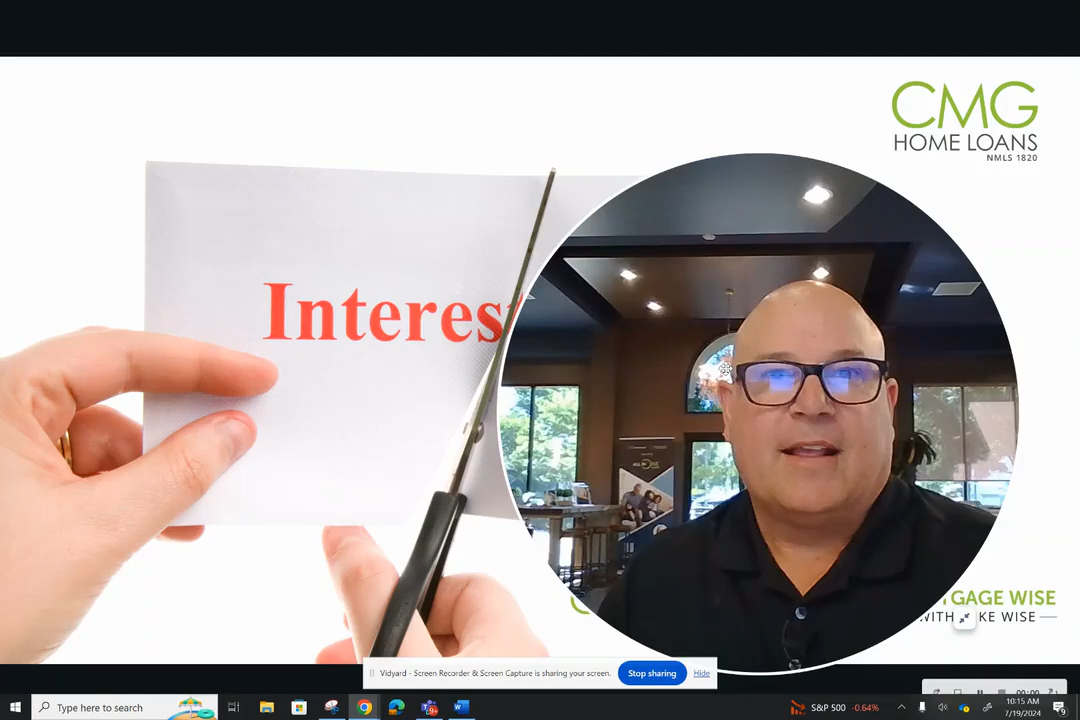 CMG
HOME LOANS
NMLS 1820
Interes
GAGE WISE
WITH
KE WISE
Vidyard - Screen Recorder & Screen Capture is sharing your screen.
Stop sharing
Hide
Type here to search
S&P 500 -0.64%
10:15 AM
7/19/2024